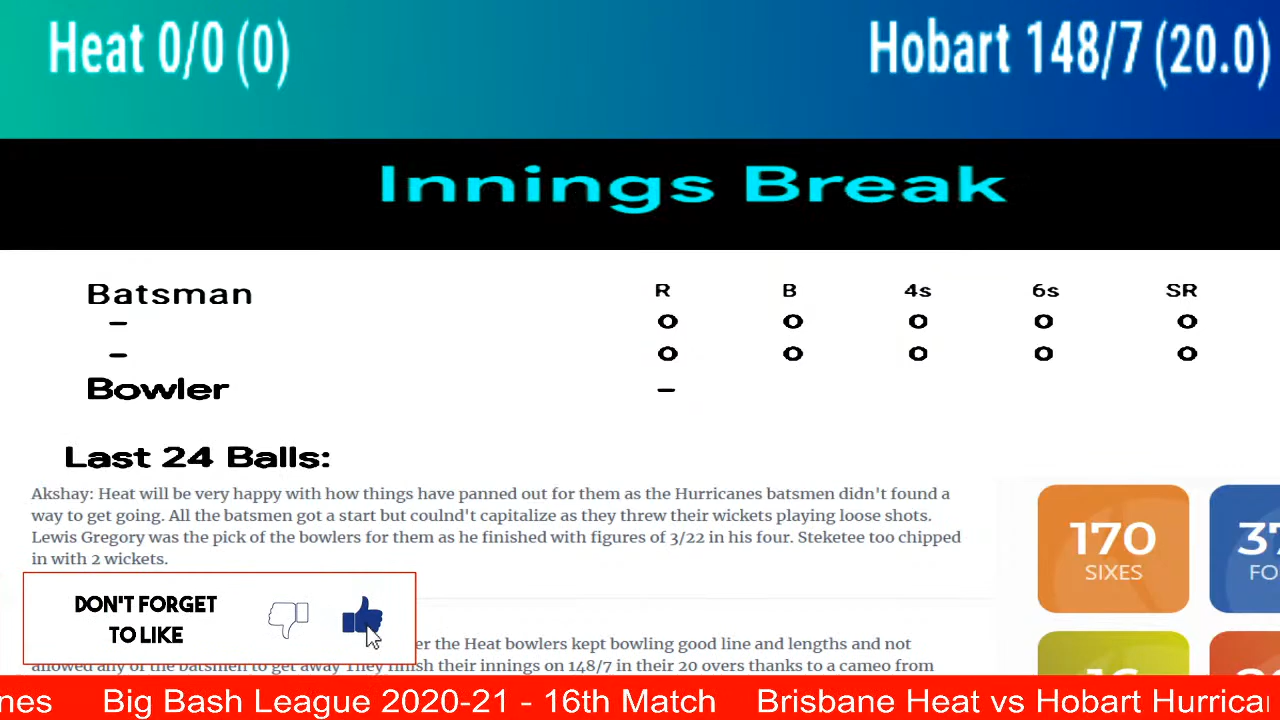 Heat 0/0 (0)
Hobart 148/7 (20.0)
Innings Break
Batsman R B 4s 6s SR
– 0 0 0 0 0
– 0 0 0 0 0
Bowler –
Last 24 Balls:
Akshay: Heat will be very happy with how things have panned out for them as the Hurricanes batsmen didn't found a
way to get going. All the batsmen got a start but coulnd't capitalize as they threw their wickets playing loose shots.
Lewis Gregory was the pick of the bowlers for them as he finished with figures of 3/22 in his four. Steketee too chipped
in with 2 wickets.
170
SIXES
37
FO
DON'T FORGET
TO LIKE
er the Heat bowlers kept bowling good line and lengths and not
allowed any of the batsmen to get away They finish their innings on 148/7 in their 20 overs thanks to a cameo from
nes Big Bash League 2020-21 - 16th Match Brisbane Heat vs Hobart Hurrica